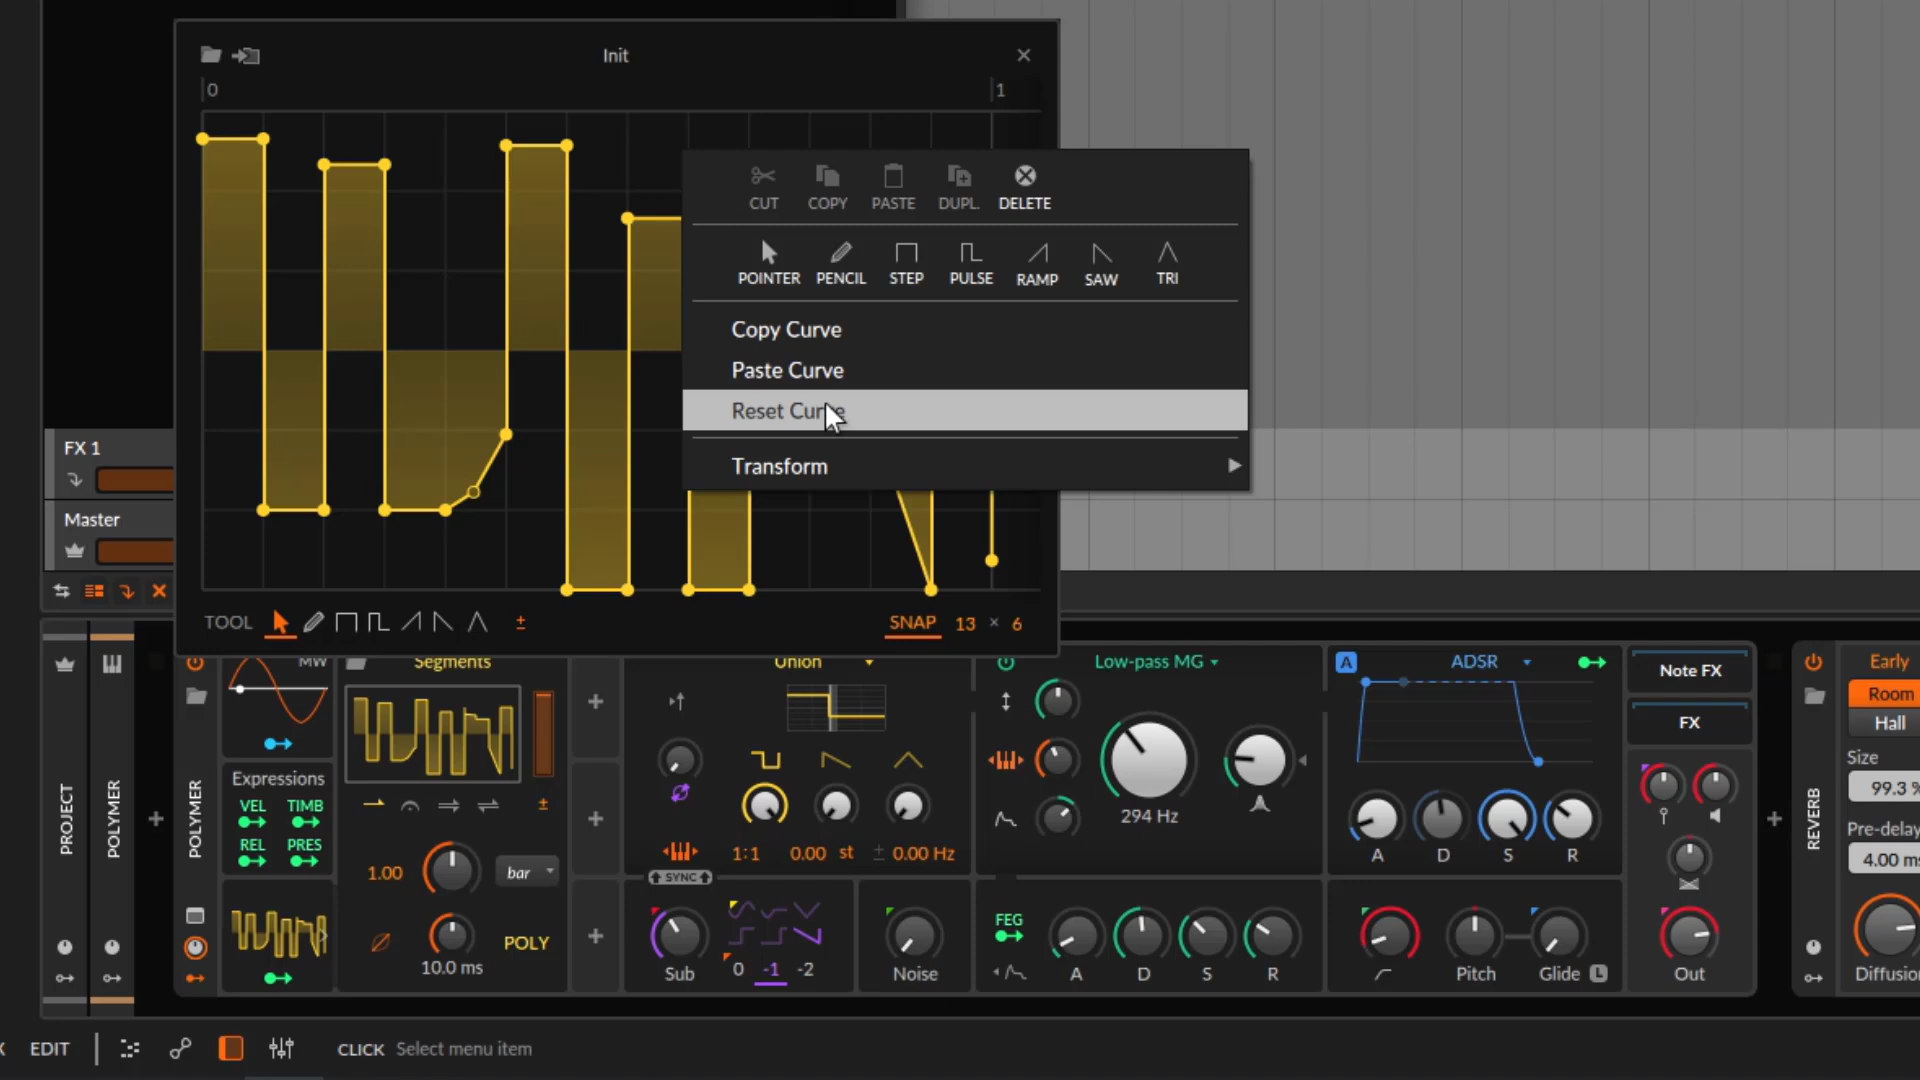 Init
0
1
CUT COPY PASTE DUPL. DELETE
POINTER PENCIL STEP PULSE RAMP SAW TRI
Copy Curve
Paste Curve
Reset Curve
Transform
FX 1
Master
TOOL
±
SNAP 13 × 6
MW
Segments
Union
Low-pass MG
A
ADSR
Note FX
FX
Early
Room
Hall
Size
99.3 %
Pre-delay
4.00 ms
Diffusion
PROJECT
POLYMER
POLYMER
REVERB
Expressions
VEL TIMB
REL PRES
±
1.00
bar
POLY
10.0 ms
1:1 0.00 st ± 0.00 Hz
SYNC
Sub
0 -1 -2
Noise
294 Hz
FEG
A D S R
A D S R
Pitch
Glide L
Out
EDIT
CLICK Select menu item